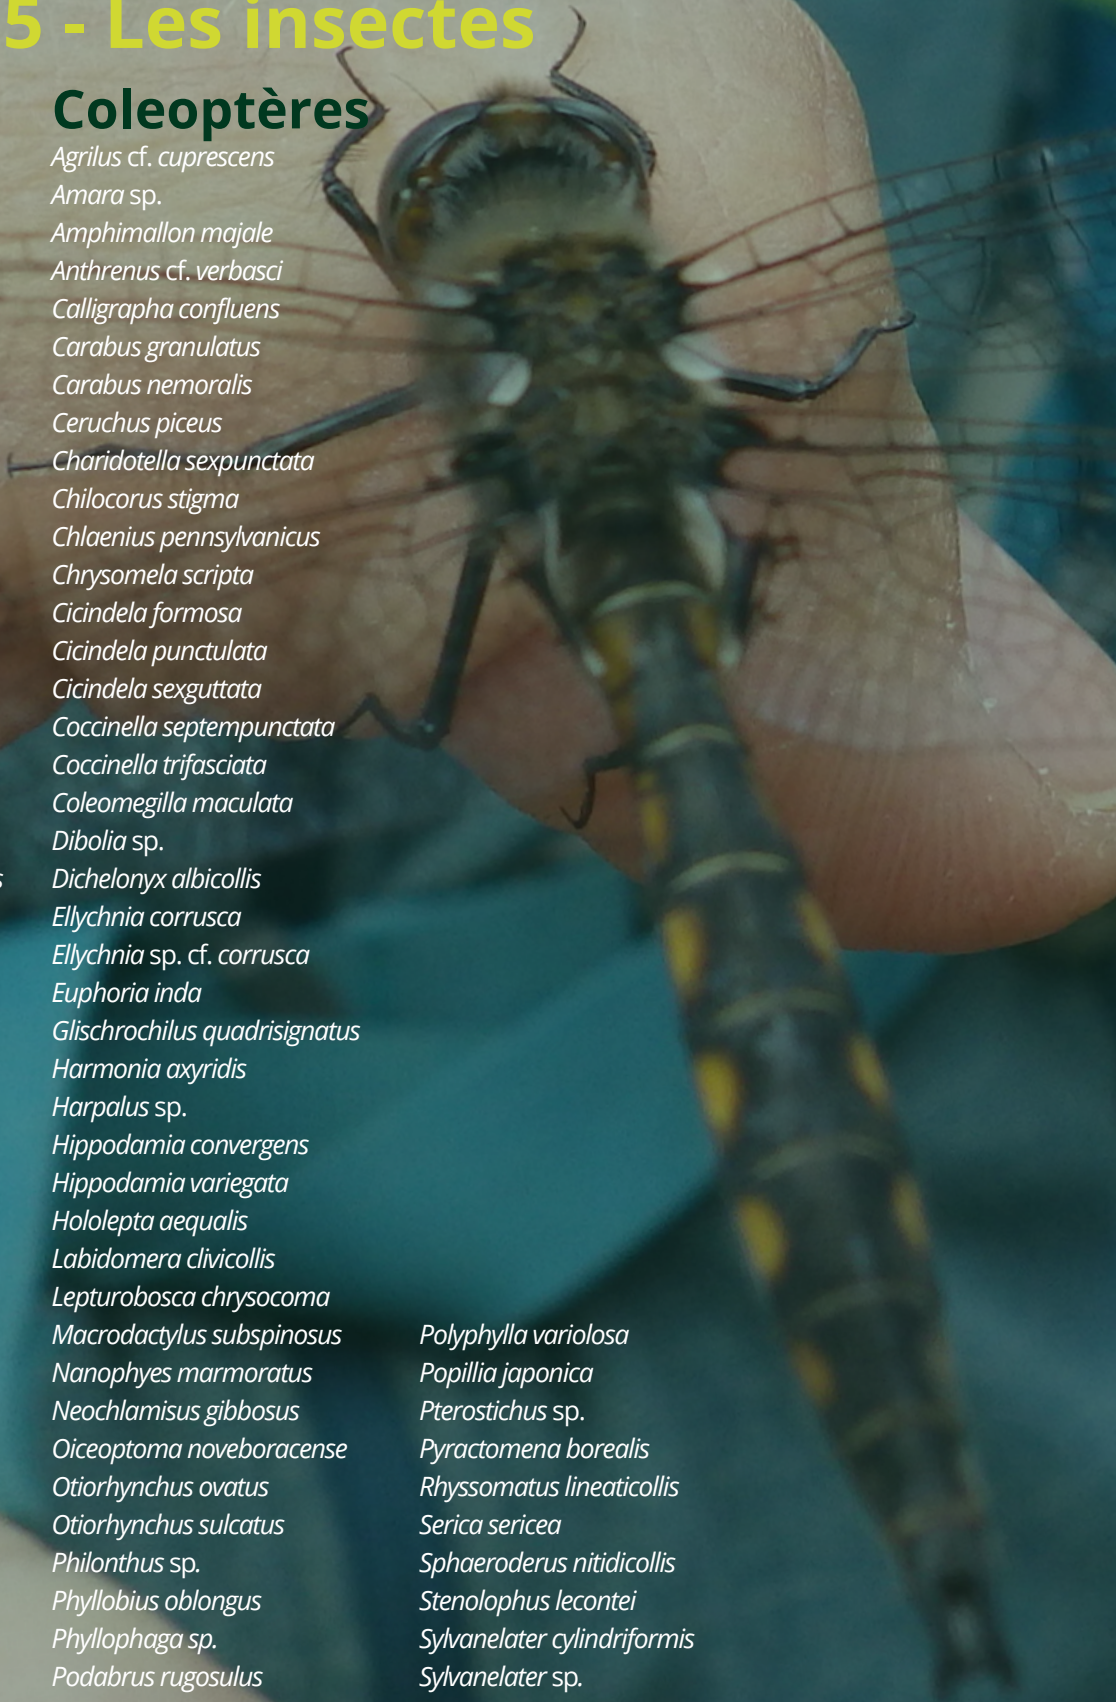 5 - Les insectes
Coleoptères
Agrilus cf. cuprescens
Amara sp.
Amphimallon majale
Anthrenus cf. verbasci
Calligrapha confluens
Carabus granulatus
Carabus nemoralis
Ceruchus piceus
Charidotella sexpunctata
Chilocorus stigma
Chlaenius pennsylvanicus
Chrysomela scripta
Cicindela formosa
Cicindela punctulata
Cicindela sexguttata
Coccinella septempunctata
Coccinella trifasciata
Coleomegilla maculata
Dibolia sp.
Dichelonyx albicollis
Ellychnia corrusca
Ellychnia sp. cf. corrusca
Euphoria inda
Glischrochilus quadrisignatus
Harmonia axyridis
Harpalus sp.
Hippodamia convergens
Hippodamia variegata
Hololepta aequalis
Labidomera clivicollis
Lepturobosca chrysocoma
Macrodactylus subspinosus
Nanophyes marmoratus
Neochlamisus gibbosus
Oiceoptoma noveboracense
Otiorhynchus ovatus
Otiorhynchus sulcatus
Philonthus sp.
Phyllobius oblongus
Phyllophaga sp.
Podabrus rugosulus
Polyphylla variolosa
Popillia japonica
Pterostichus sp.
Pyractomena borealis
Rhyssomatus lineaticollis
Serica sericea
Sphaeroderus nitidicollis
Stenolophus lecontei
Sylvanelater cylindriformis
Sylvanelater sp.